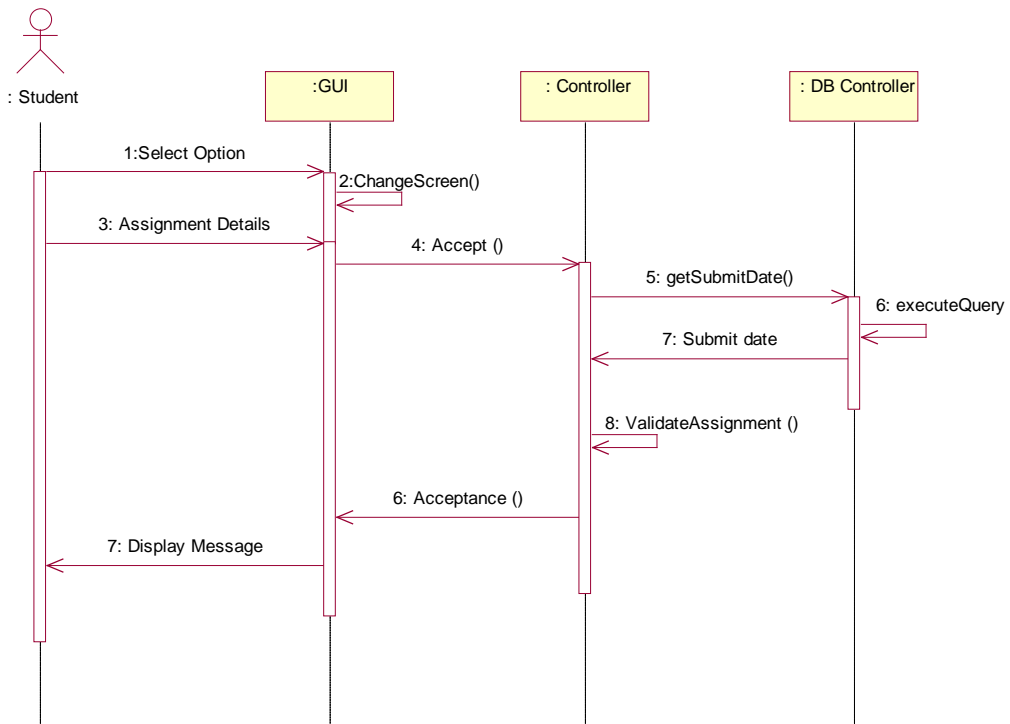 : Student
:GUI
: Controller
: DB Controller
1:Select Option
2:ChangeScreen()
3: Assignment Details
4: Accept ()
5: getSubmitDate()
6: executeQuery
7: Submit date
8: ValidateAssignment ()
6: Acceptance ()
7: Display Message